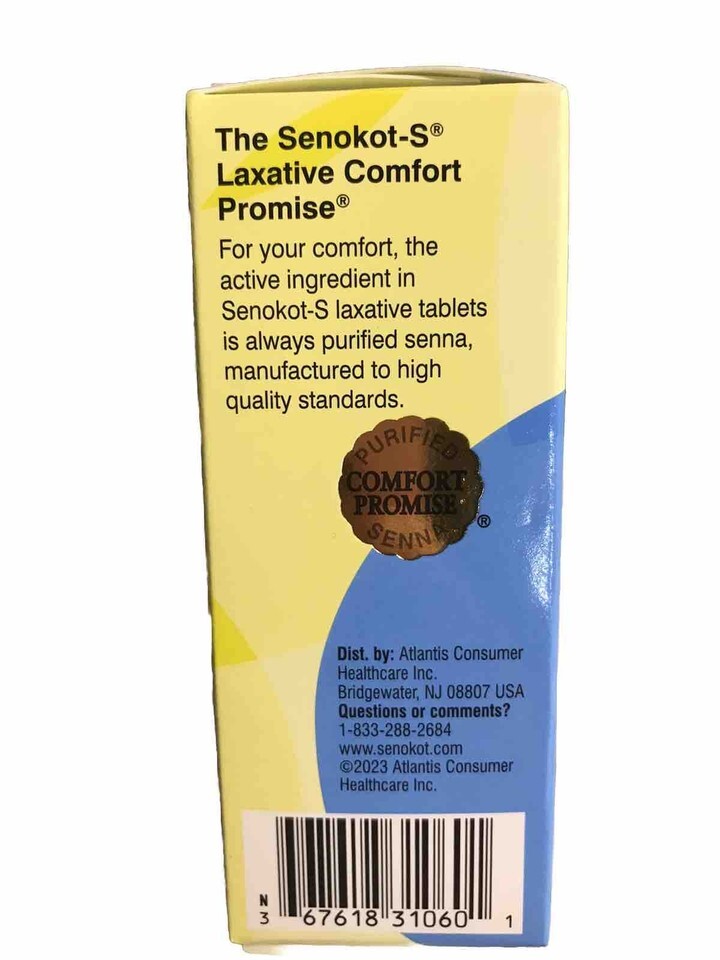 The Senokot-S®
Laxative Comfort
Promise®
For your comfort, the
active ingredient in
Senokot-S laxative tablets
is always purified senna,
manufactured to high
quality standards.
PURIFIED
COMFORT
PROMISE
SENNA
®
Dist. by: Atlantis Consumer
Healthcare Inc.
Bridgewater, NJ 08807 USA
Questions or comments?
1-833-288-2684
www.senokot.com
©2023 Atlantis Consumer
Healthcare Inc.
N
3 67618 31060 1